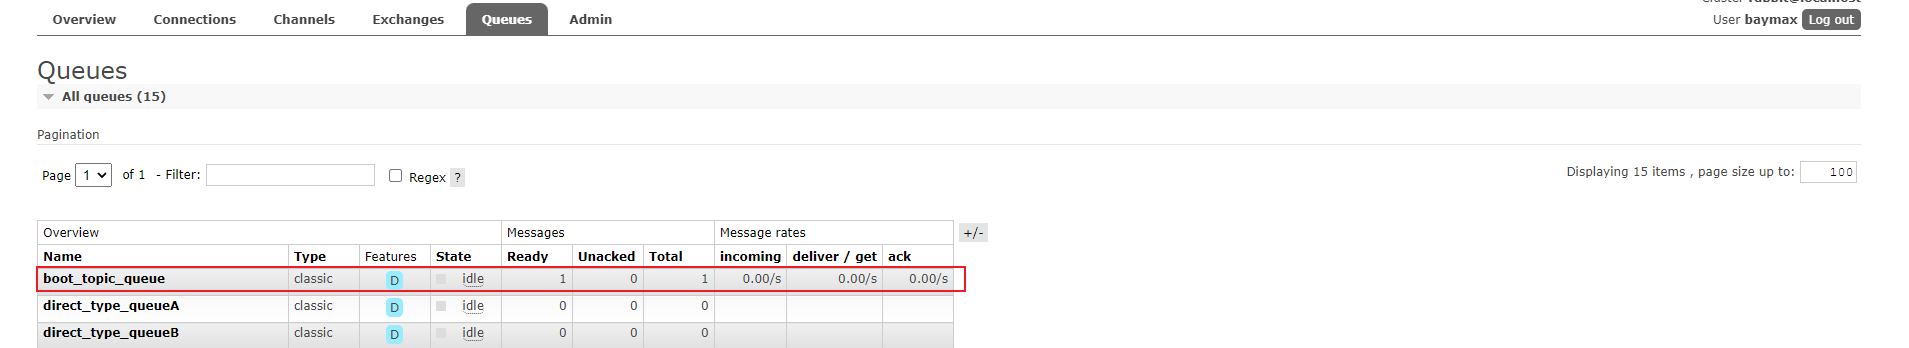 Cluster rabbit@localhost
Overview Connections Channels Exchanges Queues Admin
User baymax Log out
Queues
All queues (15)
Pagination
Page 1 of 1 - Filter: Regex ?
Displaying 15 items , page size up to: 100
Overview Messages Message rates +/-
Name Type Features State Ready Unacked Total incoming deliver / get ack
boot_topic_queue classic D idle 1 0 1 0.00/s 0.00/s 0.00/s
direct_type_queueA classic D idle 0 0 0
direct_type_queueB classic D idle 0 0 0